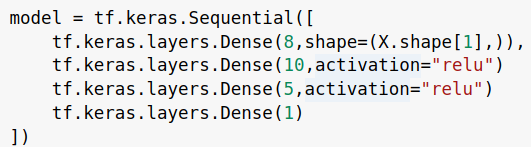 model = tf.keras.Sequential([
    tf.keras.layers.Dense(8,shape=(X.shape[1],)),
    tf.keras.layers.Dense(10,activation="relu")
    tf.keras.layers.Dense(5,activation="relu")
    tf.keras.layers.Dense(1)
])